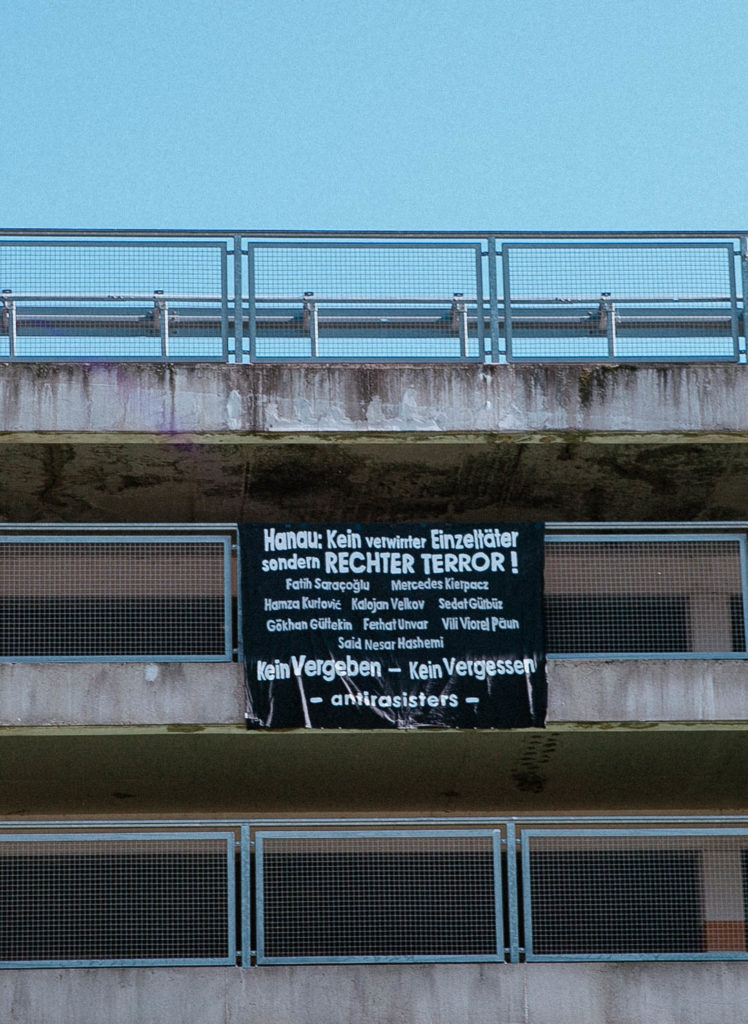 Hanau: Kein verwirrter Einzeltäter
sondern RECHTER TERROR!
Fatih Saraçoğlu Mercedes Kierpacz
Hamza Kurtović Kalojan Velkov Sedat Gürbüz
Gökhan Gültekin Ferhat Unvar Vili Viorel Păun
Said Nesar Hashemi
Kein Vergeben – Kein Vergessen
– antirasisters –